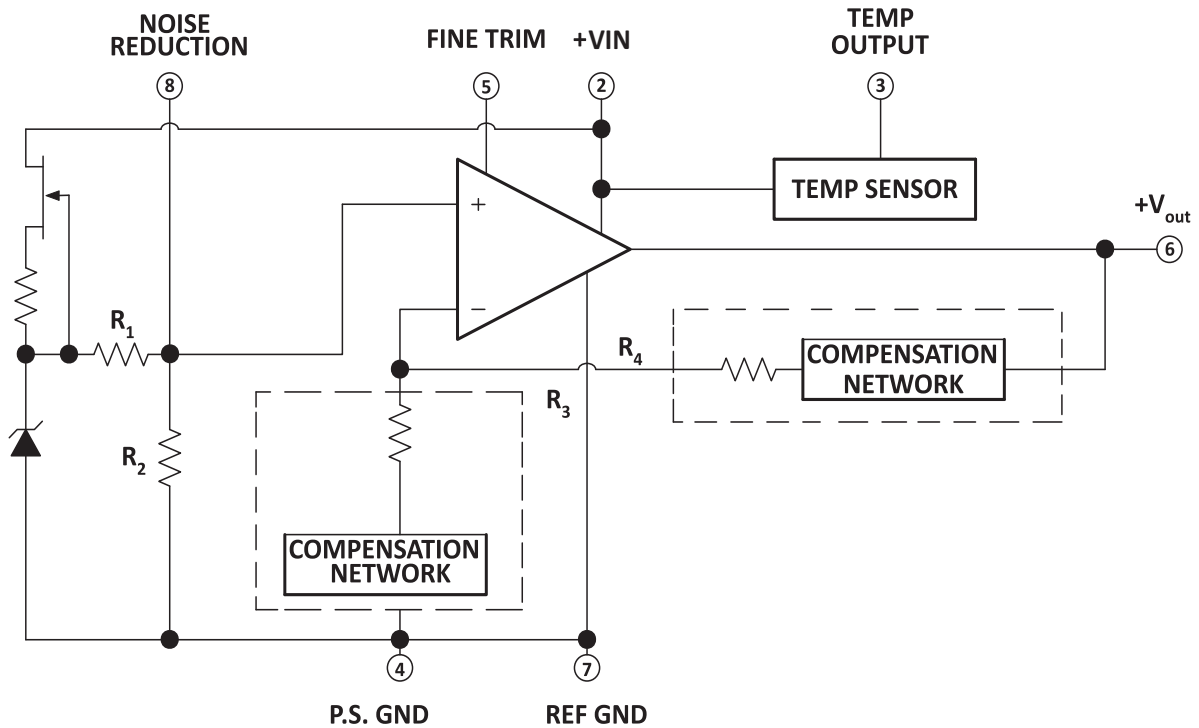 NOISE
REDUCTION
FINE TRIM
+VIN
TEMP
OUTPUT
8
5
2
3
+
TEMP SENSOR
+Vout
6
−
R1
R4
COMPENSATION
NETWORK
R3
R2
COMPENSATION
NETWORK
4
7
P.S. GND
REF GND